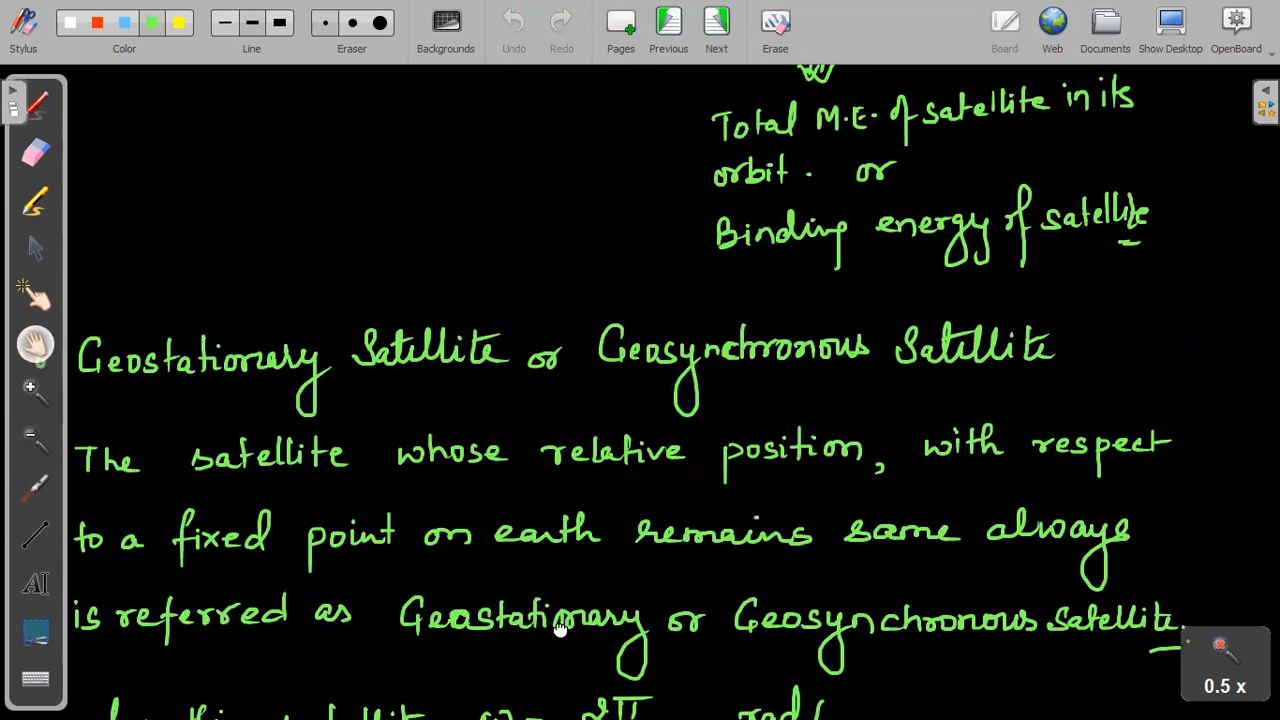 Stylus Color Line Eraser Backgrounds Undo Redo Pages Previous Next Erase Board Web Documents Show Desktop OpenBoard
Total M.E. of satellite in its
orbit. or
Binding energy of satellite
Geostationary Satellite or Geosynchronous Satellite
The satellite whose relative position, with respect
to a fixed point on earth remains same always
is referred as Geostationary or Geosynchronous satellite.
0.5 x
satellite ω = 2π rad/